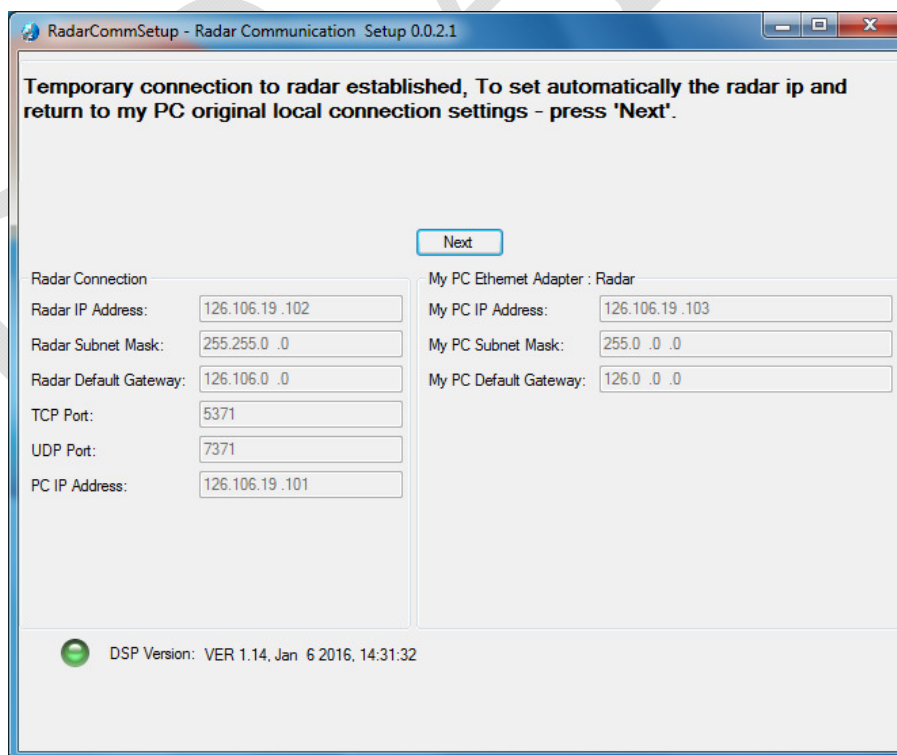 RadarCommSetup - Radar Communication  Setup 0.0.2.1
Temporary connection to radar established, To set automatically the radar ip and
return to my PC original local connection settings - press 'Next'.
Next
Radar Connection
Radar IP Address: 126.106.19 .102
Radar Subnet Mask: 255.255.0 .0
Radar Default Gateway: 126.106.0 .0
TCP Port: 5371
UDP Port: 7371
PC IP Address: 126.106.19 .101
My PC Ethernet Adapter : Radar
My PC IP Address: 126.106.19 .103
My PC Subnet Mask: 255.0 .0 .0
My PC Default Gateway: 126.0 .0 .0
DSP Version: VER 1.14, Jan  6 2016, 14:31:32